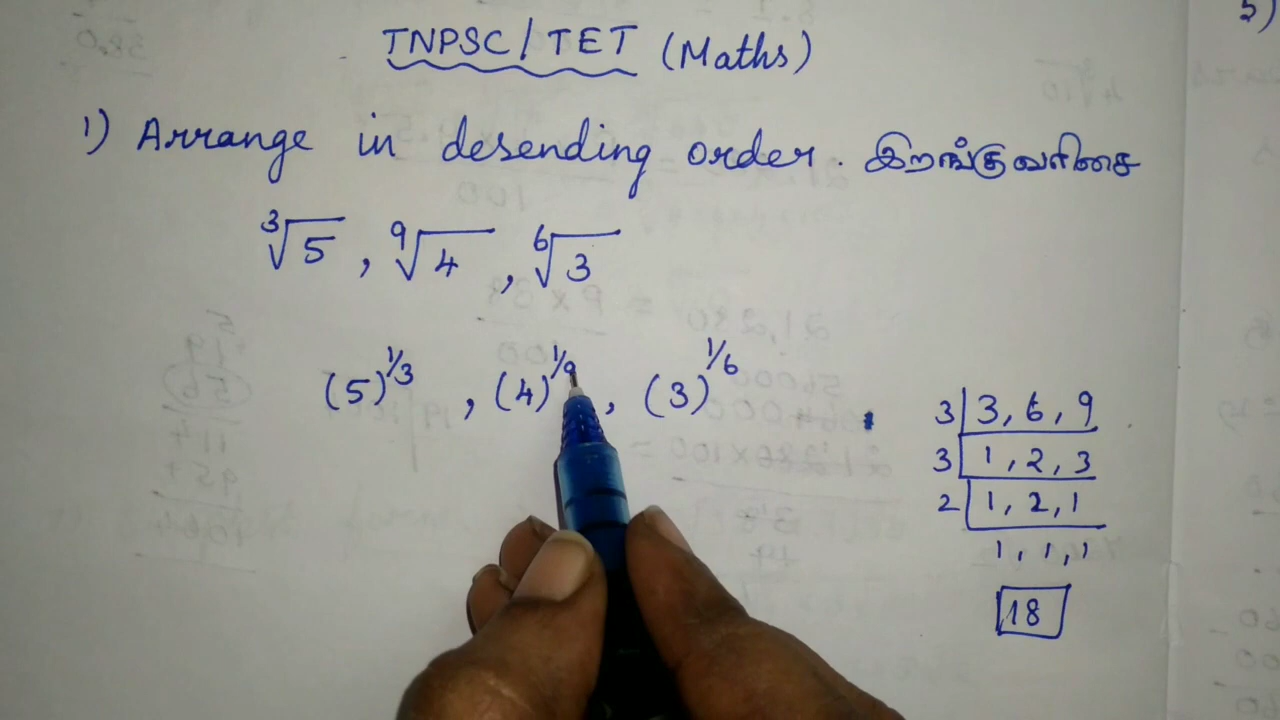 TNPSC/TET (Maths)
1) Arrange in desending order. இறங்குவரிசை
∛5, ⁹√4, ⁶√3
(5)^1/3, (4)^1/9, (3)^1/6
3 | 3, 6, 9
3 | 1, 2, 3
2 | 1, 2, 1
1, 1, 1
18